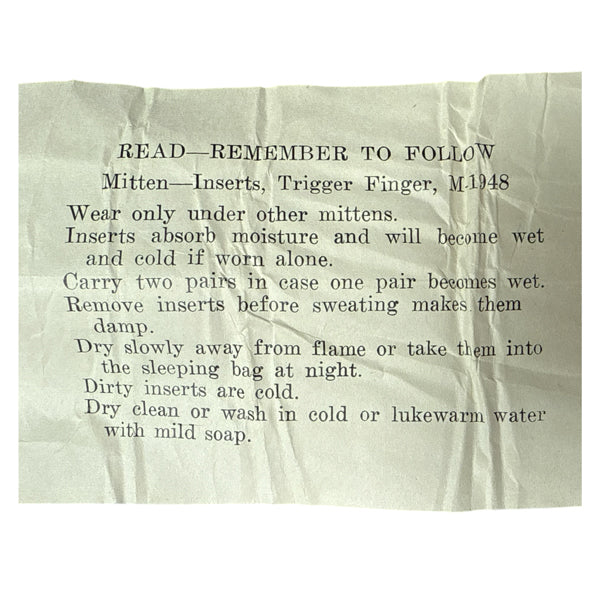 READ—REMEMBER TO FOLLOW
Mitten—Inserts, Trigger Finger, M-1948
Wear only under other mittens.
Inserts absorb moisture and will become wet
and cold if worn alone.
Carry two pairs in case one pair becomes wet.
Remove inserts before sweating makes them
damp.
Dry slowly away from flame or take them into
the sleeping bag at night.
Dirty inserts are cold.
Dry clean or wash in cold or lukewarm water
with mild soap.